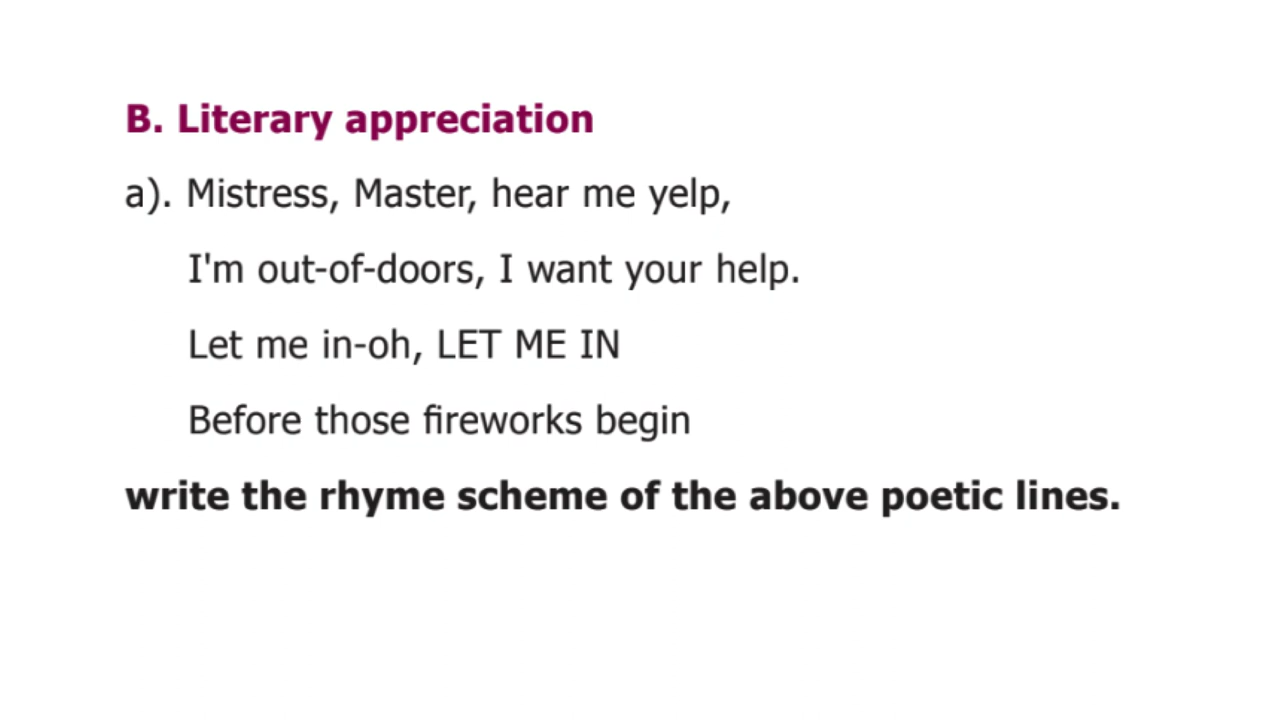 B. Literary appreciation
a). Mistress, Master, hear me yelp,
I'm out-of-doors, I want your help.
Let me in-oh, LET ME IN
Before those fireworks begin
write the rhyme scheme of the above poetic lines.